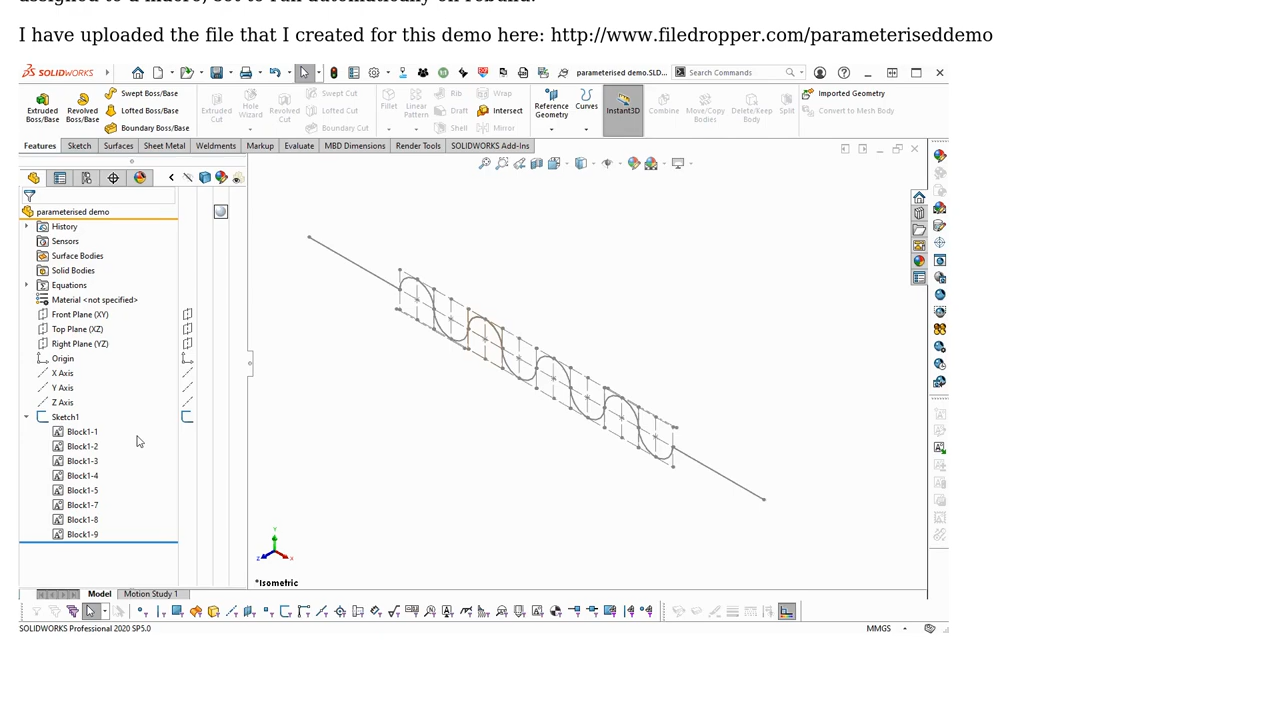 I have uploaded the file that I created for this demo here: http://www.filedropper.com/parameteriseddemo
SOLIDWORKS
parameterised demo.SLD...
Search Commands
Extruded Boss/Base
Revolved Boss/Base
Swept Boss/Base
Lofted Boss/Base
Boundary Boss/Base
Extruded Cut
Hole Wizard
Revolved Cut
Swept Cut
Lofted Cut
Boundary Cut
Fillet
Linear Pattern
Rib
Draft
Shell
Wrap
Intersect
Mirror
Reference Geometry
Curves
Instant3D
Combine
Move/Copy Bodies
Delete/Keep Body
Split
Imported Geometry
Convert to Mesh Body
Features
Sketch
Surfaces
Sheet Metal
Weldments
Markup
Evaluate
MBD Dimensions
Render Tools
SOLIDWORKS Add-Ins
parameterised demo
History
Sensors
Surface Bodies
Solid Bodies
Equations
Material <not specified>
Front Plane (XY)
Top Plane (XZ)
Right Plane (YZ)
Origin
X Axis
Y Axis
Z Axis
Sketch1
Block1-1
Block1-2
Block1-3
Block1-4
Block1-5
Block1-7
Block1-8
Block1-9
*Isometric
Model
Motion Study 1
SOLIDWORKS Professional 2020 SP5.0
MMGS